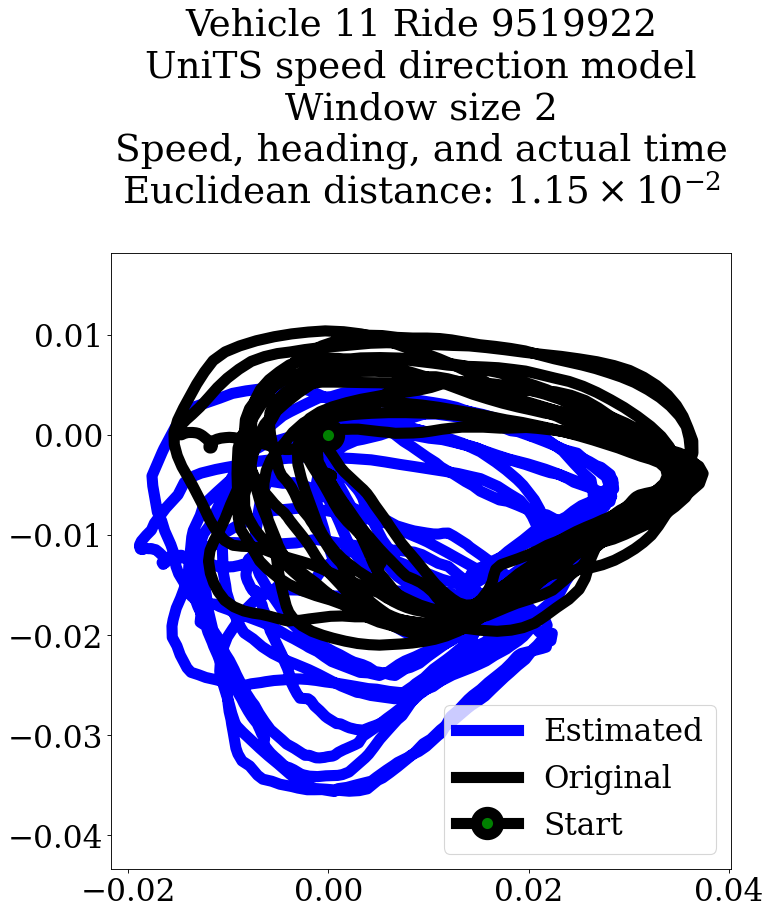 Vehicle 11 Ride 9519922
UniTS speed direction model
Window size 2
Speed, heading, and actual time
Euclidean distance: 1.15 × 10⁻²
0.01
0.00
−0.01
−0.02
−0.03
−0.04
Estimated
Original
Start
−0.02 0.00 0.02 0.04